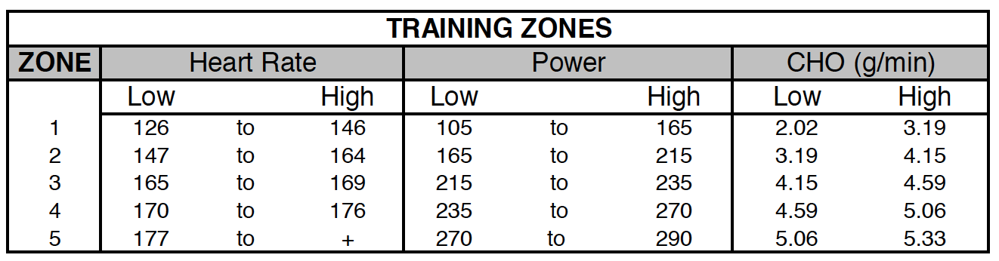 TRAINING ZONES
ZONE Heart Rate Power CHO (g/min)
Low High Low High Low High
1 126 to 146 105 to 165 2.02 3.19
2 147 to 164 165 to 215 3.19 4.15
3 165 to 169 215 to 235 4.15 4.59
4 170 to 176 235 to 270 4.59 5.06
5 177 to + 270 to 290 5.06 5.33